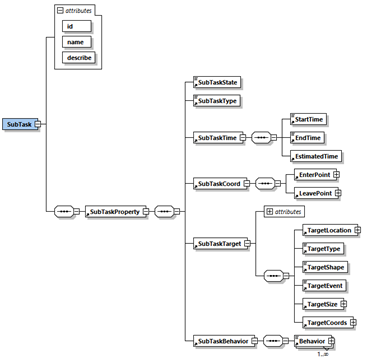 attributes
id
name
describe
SubTask
SubTaskProperty
SubTaskState
SubTaskType
SubTaskTime
StartTime
EndTime
EstimatedTime
SubTaskCoord
EnterPoint
LeavePoint
SubTaskTarget
attributes
TargetLocation
TargetType
TargetShape
TargetEvent
TargetSize
TargetCoords
SubTaskBehavior
Behavior
1..∞